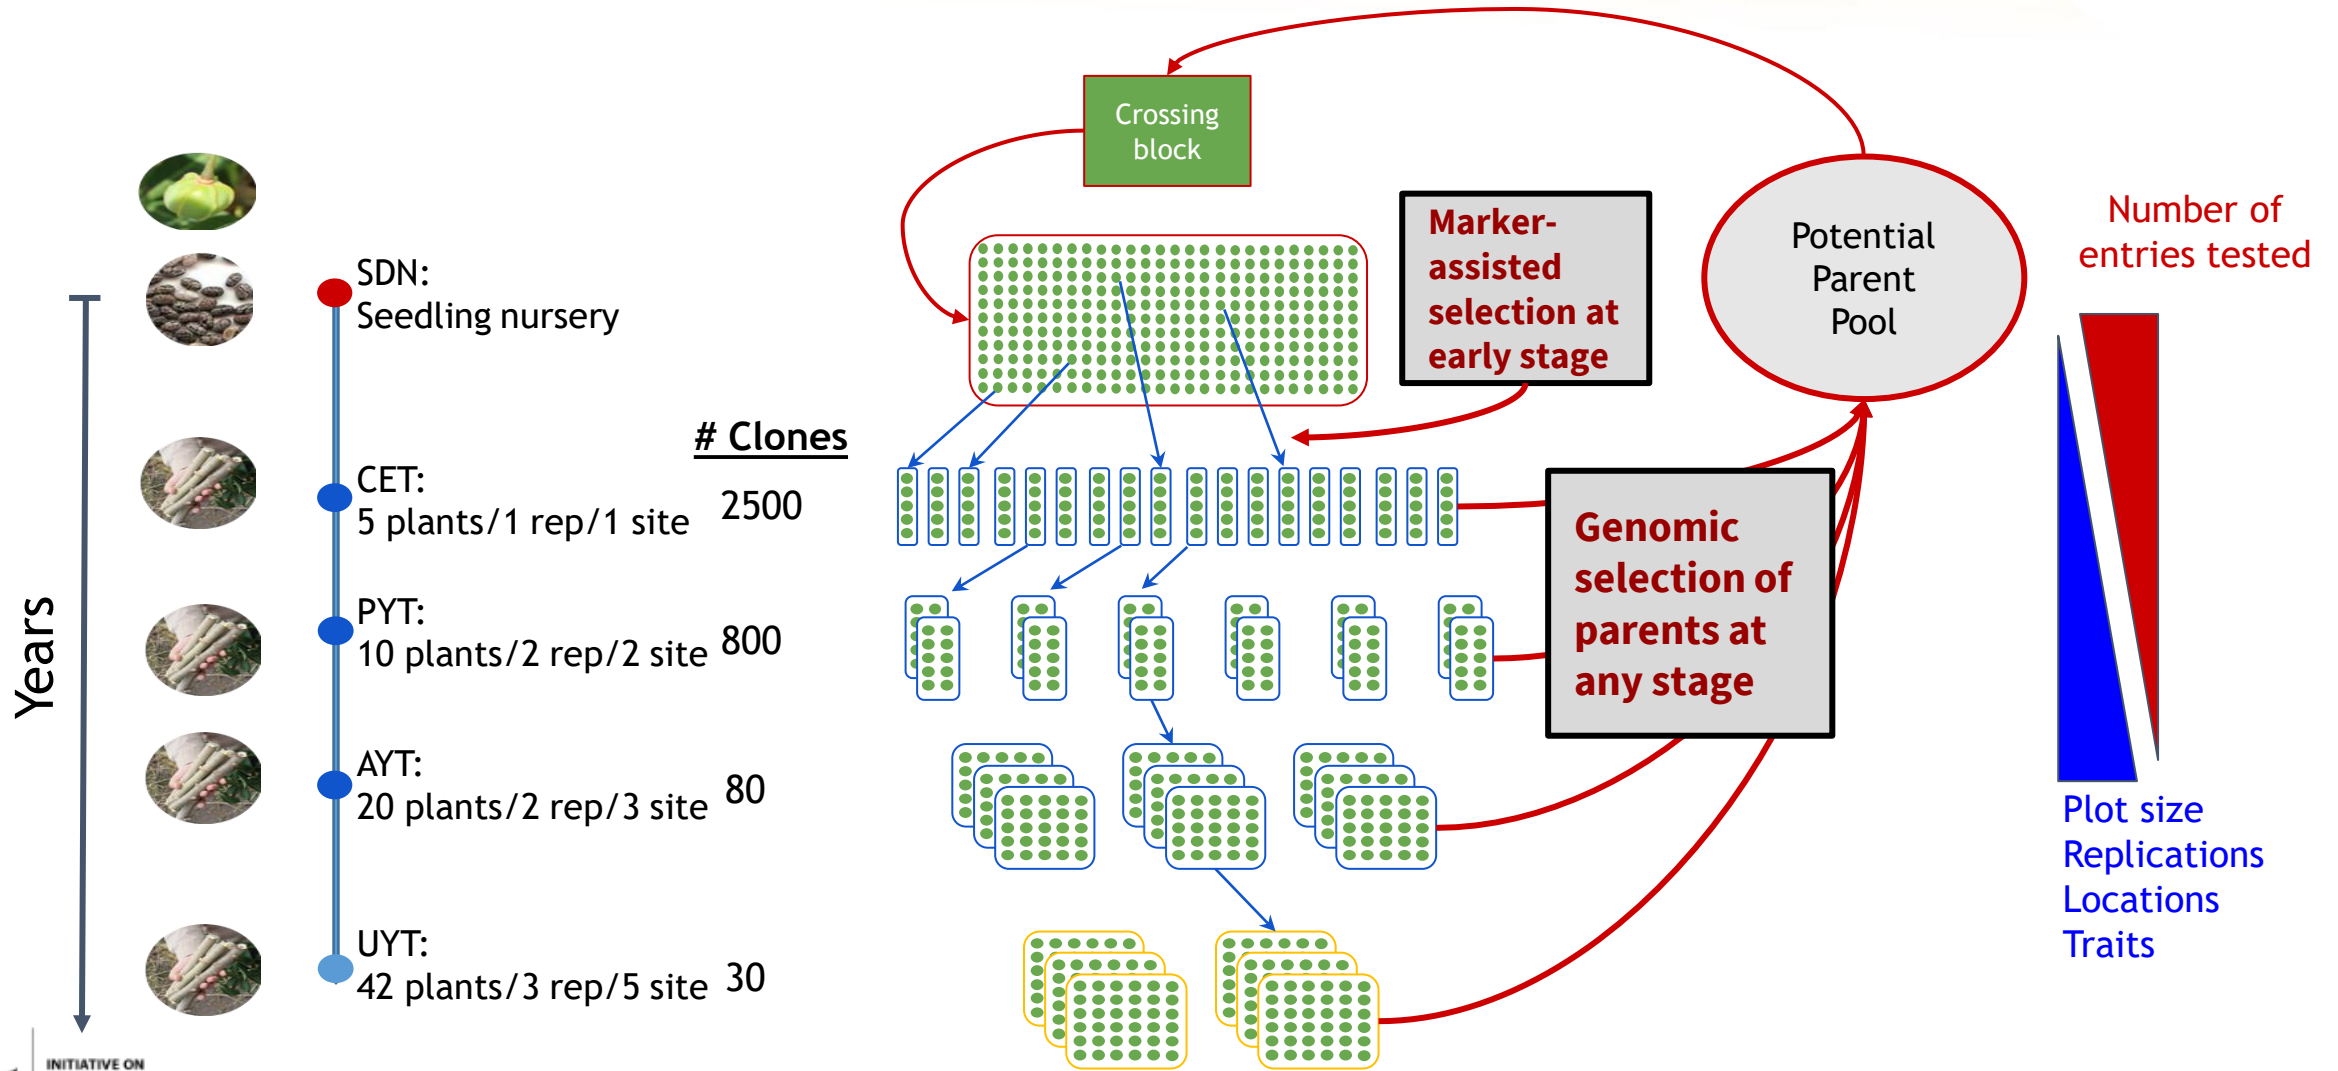 Crossing
block
Marker-
assisted
selection at
early stage
Potential
Parent
Pool
Number of
entries tested
SDN:
Seedling nursery
# Clones
CET:
5 plants/1 rep/1 site
2500
PYT:
10 plants/2 rep/2 site
800
AYT:
20 plants/2 rep/3 site
80
UYT:
42 plants/3 rep/5 site
30
Years
Genomic
selection of
parents at
any stage
Plot size
Replications
Locations
Traits
INITIATIVE ON